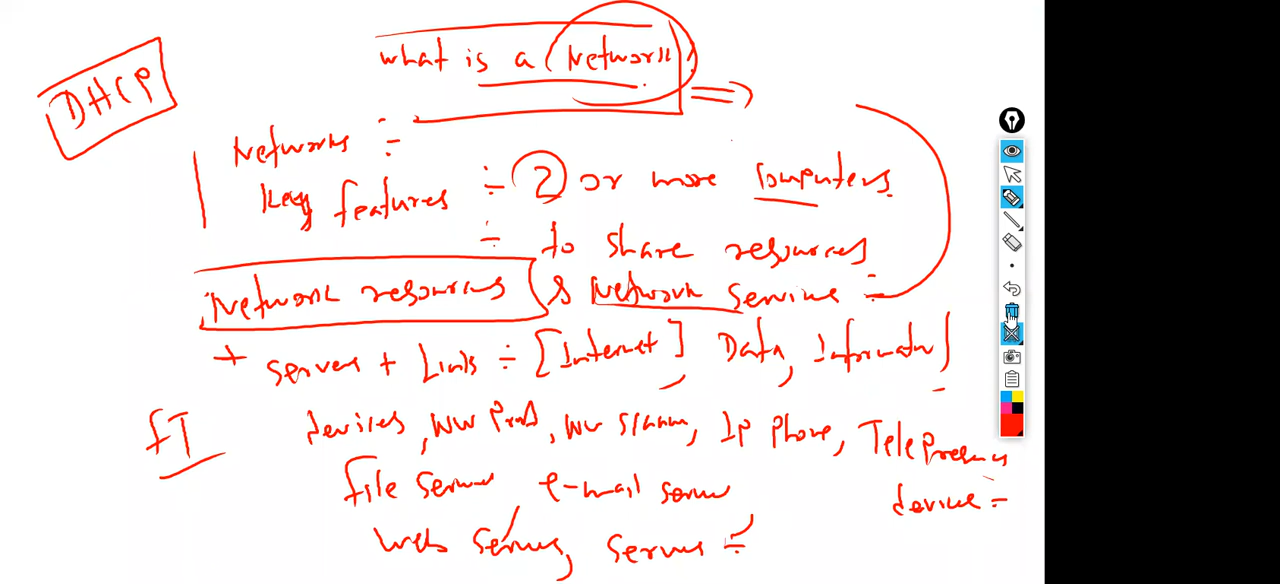 What is a (Network)
DHCP
Networks :-
Key features :- 2 or more Computers
:- to share resources
Network resources & Network Service :-
+ Servers + Links :- [Internet] Data, Information
devices, NW Print, NW Scanner, Ip Phone, TelePresence
FT
device :-
File Server e-mail server
Web Server, Server :-